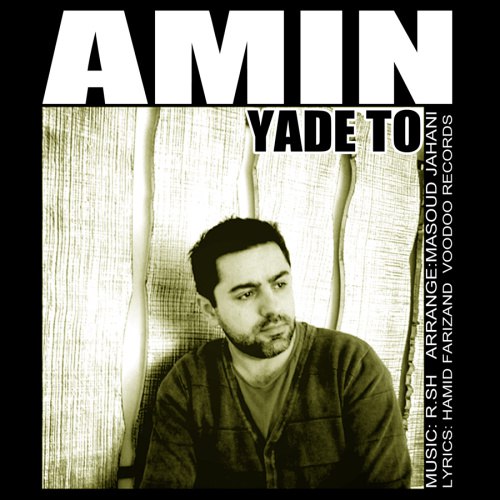 AMIN
YADE TO
MUSIC: R.SH ARRANGE:MASOUD JAHANI
LYRICS: HAMID FARIZAND VOODOO RECORDS